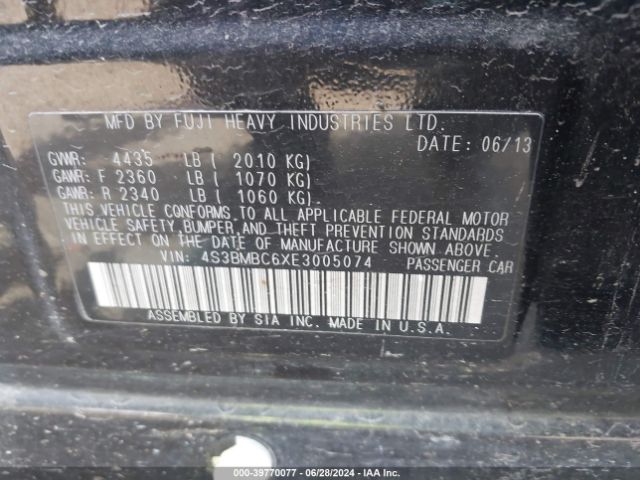 MFD BY FUJI HEAVY INDUSTRIES LTD.
DATE: 06/13
GVWR: 4435 LB ( 2010 KG)
GAWR: F 2360 LB ( 1070 KG)
GAWR: R 2340 LB ( 1060 KG)
THIS VEHICLE CONFORMS TO ALL APPLICABLE FEDERAL MOTOR
VEHICLE SAFETY, BUMPER, AND THEFT PREVENTION STANDARDS
IN EFFECT ON THE DATE OF MANUFACTURE SHOWN ABOVE
VIN: 4S3BMBC6XE3005074 PASSENGER CAR
ASSEMBLED BY SIA INC. MADE IN U.S.A.
000-39770077 - 06/28/2024 - IAA Inc.